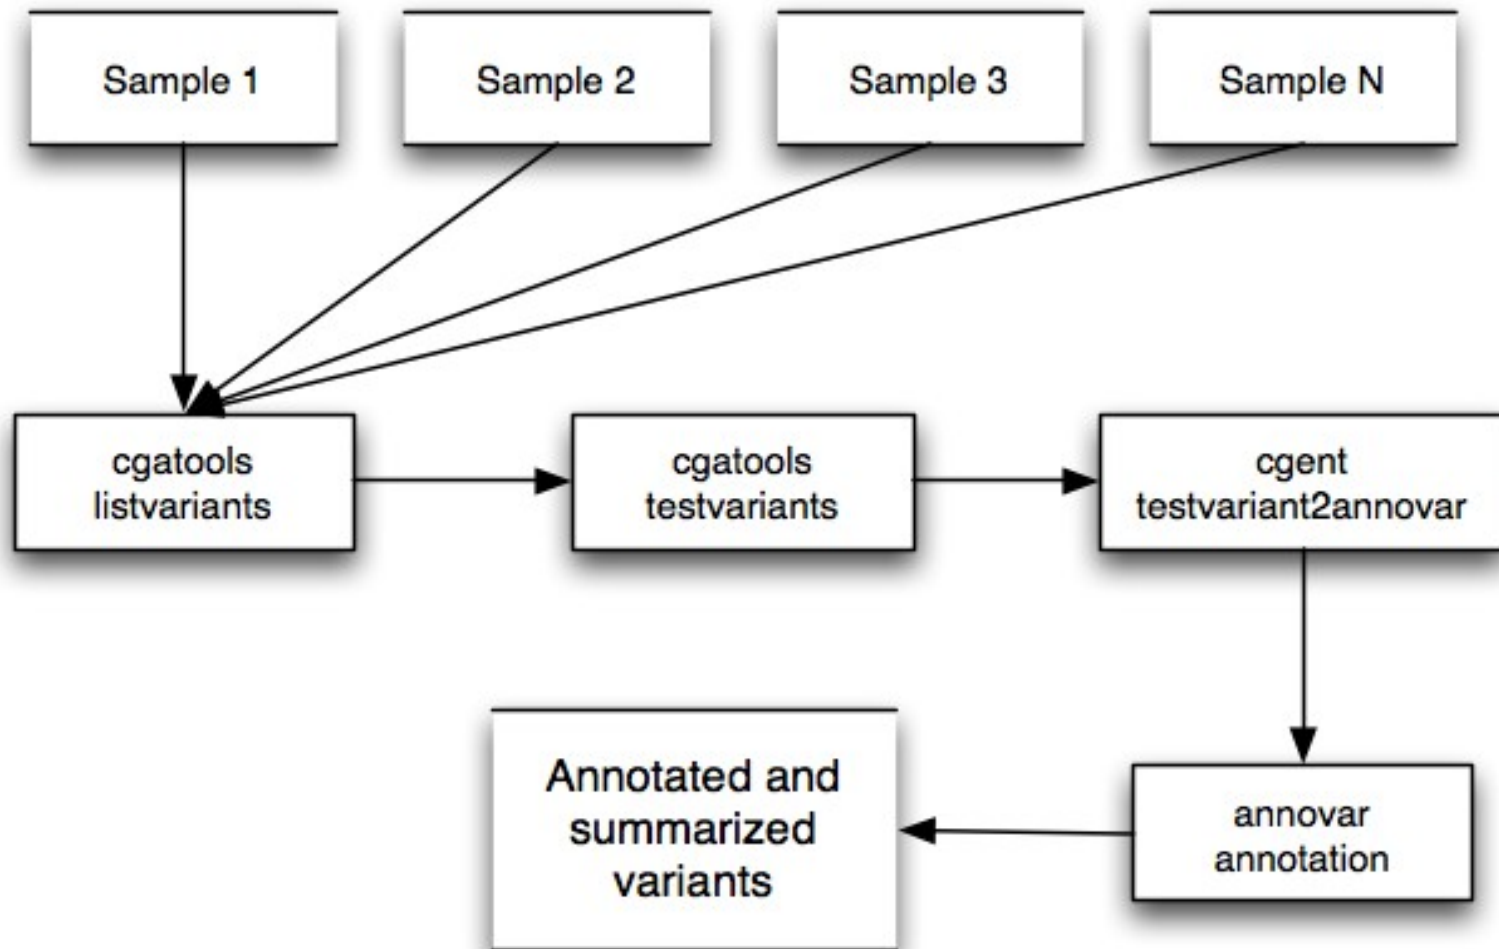 Sample 1
Sample 2
Sample 3
Sample N
cgatools
listvariants
cgatools
testvariants
cgent
testvariant2annovar
Annotated and
summarized
variants
annovar
annotation